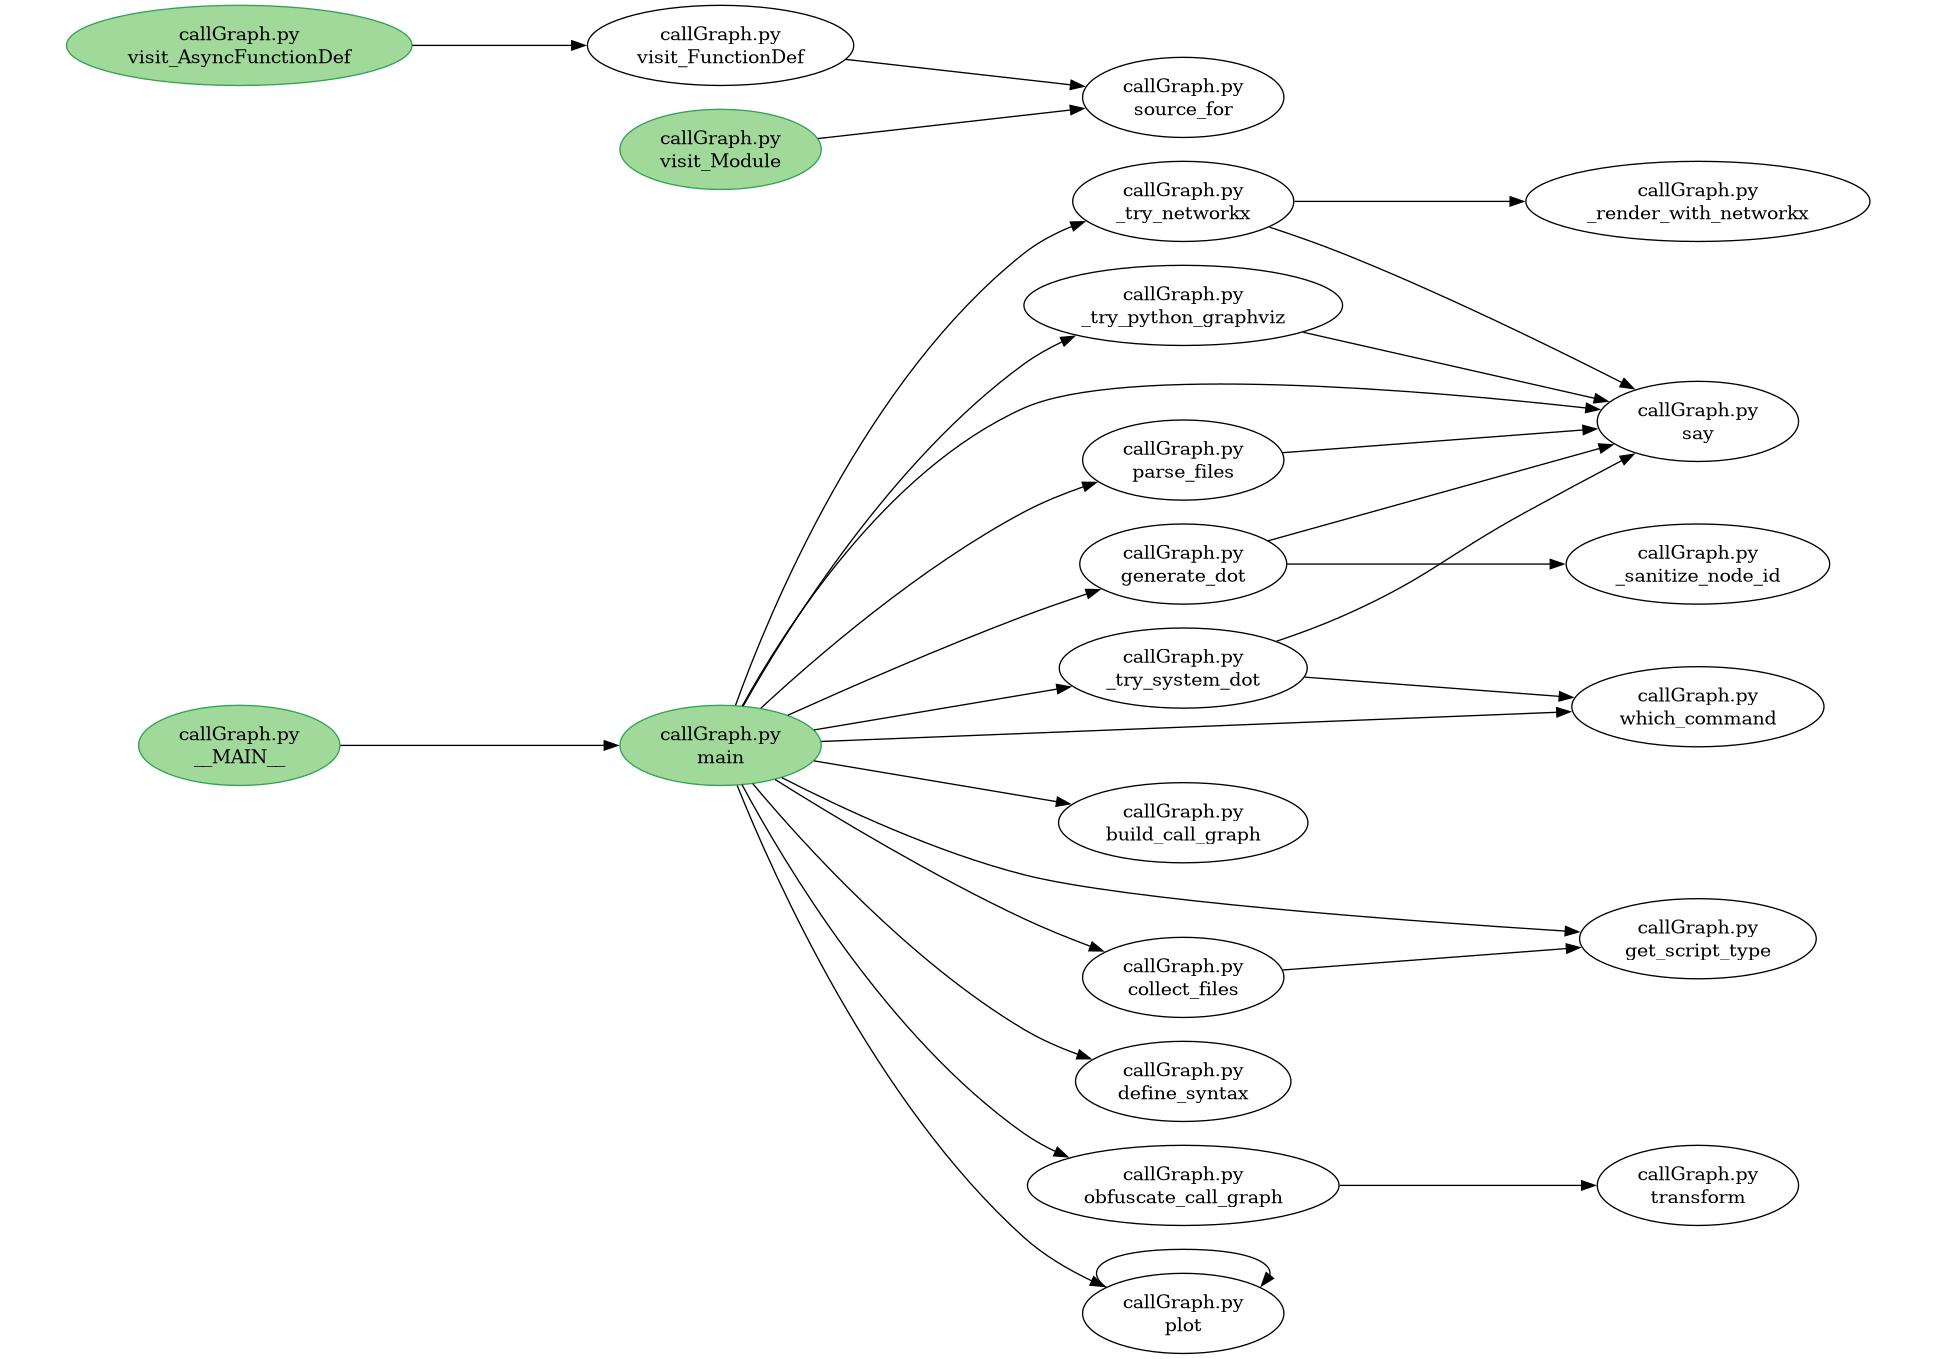 callGraph.py
visit_AsyncFunctionDef
callGraph.py
visit_FunctionDef
callGraph.py
source_for
callGraph.py
visit_Module
callGraph.py
_try_networkx
callGraph.py
_render_with_networkx
callGraph.py
_try_python_graphviz
callGraph.py
say
callGraph.py
parse_files
callGraph.py
generate_dot
callGraph.py
_sanitize_node_id
callGraph.py
_try_system_dot
callGraph.py
which_command
callGraph.py
__MAIN__
callGraph.py
main
callGraph.py
build_call_graph
callGraph.py
get_script_type
callGraph.py
collect_files
callGraph.py
define_syntax
callGraph.py
obfuscate_call_graph
callGraph.py
transform
callGraph.py
plot